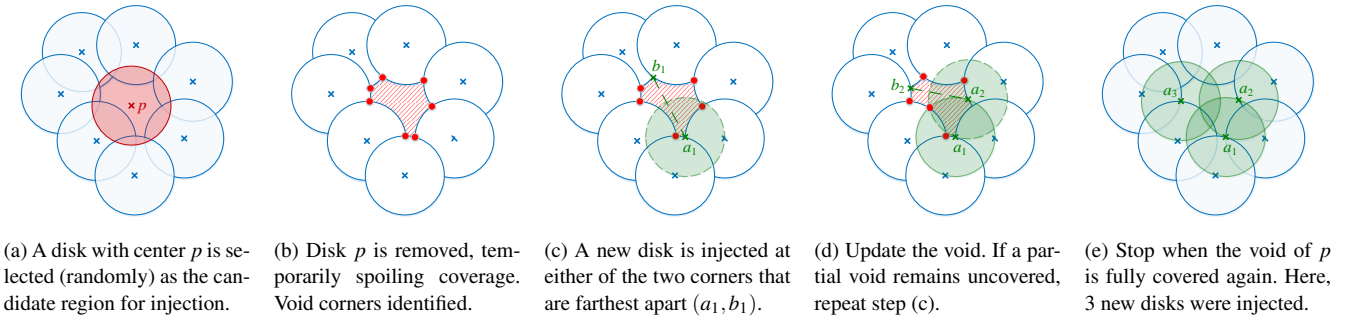 p
b₁
a₁
b₂
a₂
a₁
a₃
a₂
a₁
(a) A disk with center p is se-
lected (randomly) as the can-
didate region for injection.
(b) Disk p is removed, tem-
porarily spoiling coverage.
Void corners identified.
(c) A new disk is injected at
either of the two corners that
are farthest apart (a₁,b₁).
(d) Update the void. If a par-
tial void remains uncovered,
repeat step (c).
(e) Stop when the void of p
is fully covered again. Here,
3 new disks were injected.